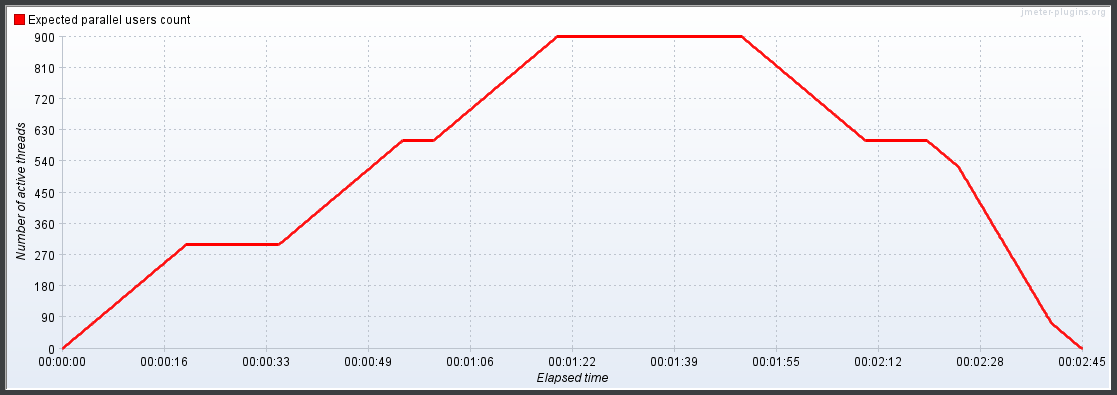 jmeter-plugins.org
Expected parallel users count
900
810
720
630
540
450
360
270
180
90
0
Number of active threads
00:00:00 00:00:16 00:00:33 00:00:49 00:01:06 00:01:22 00:01:39 00:01:55 00:02:12 00:02:28 00:02:45
Elapsed time